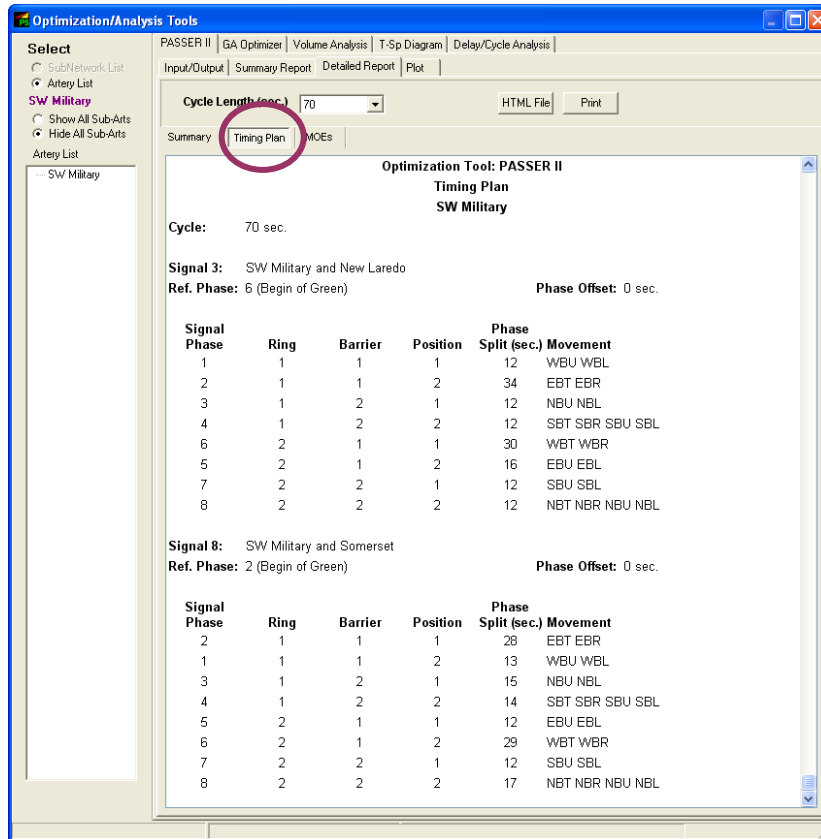 Optimization/Analysis Tools
Select
SubNetwork List
Artery List
SW Military
Show All Sub-Arts
Hide All Sub-Arts
Artery List
SW Military
PASSER II | GA Optimizer | Volume Analysis | T-Sp Diagram | Delay/Cycle Analysis
Input/Output | Summary Report | Detailed Report | Plot
Cycle Length (sec.) 70 HTML File Print
Summary Timing Plan MOEs
Optimization Tool: PASSER II
Timing Plan
SW Military
Cycle: 70 sec.
Signal 3: SW Military and New Laredo
Ref. Phase: 6 (Begin of Green) Phase Offset: 0 sec.
Signal Phase Ring Barrier Position Phase Split (sec.) Movement
1 1 1 1 12 WBU WBL
2 1 1 2 34 EBT EBR
3 1 2 1 12 NBU NBL
4 1 2 2 12 SBT SBR SBU SBL
6 2 1 1 30 WBT WBR
5 2 1 2 16 EBU EBL
7 2 2 1 12 SBU SBL
8 2 2 2 12 NBT NBR NBU NBL
Signal 8: SW Military and Somerset
Ref. Phase: 2 (Begin of Green) Phase Offset: 0 sec.
Signal Phase Ring Barrier Position Phase Split (sec.) Movement
2 1 1 1 28 EBT EBR
1 1 1 2 13 WBU WBL
3 1 2 1 15 NBU NBL
4 1 2 2 14 SBT SBR SBU SBL
5 2 1 1 12 EBU EBL
6 2 1 2 29 WBT WBR
7 2 2 1 12 SBU SBL
8 2 2 2 17 NBT NBR NBU NBL